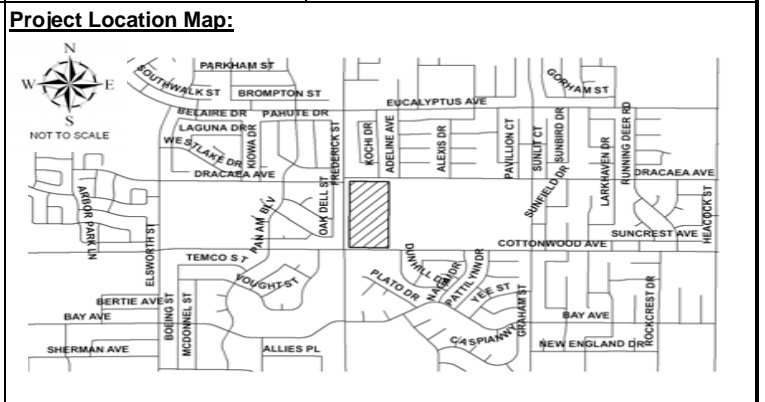 Project Location Map:
N
W
E
S
NOT TO SCALE
PARKHAM ST
SOUTHWALK ST
BROMPTON ST
GORHAM ST
EUCALYPTUS AVE
BELAIRE DR
PAHUTE DR
LAGUNA DR
WESTLAKE DR
KIOWA DR
FREDERICK ST
KOCHI DR
ADELINE AVE
ALEXIS DR
PAVILLION CT
SUNLIT CT
SUNBIRD DR
LARKHAVEN DR
RUNNING DEER RD
DRACAEA AVE
DRACAEA AVE
ARBOR PARK LN
ELSWORTH ST
PAN AM BLV
OAK DELL ST
SUNFIELD DR
HEACOCK ST
SUNCREST AVE
COTTONWOOD AVE
TEMCO ST
VOUGHT ST
DUNHILL DR
NAN DR
PATTILYNN DR
PLATO DR
YEE ST
GRAHAM ST
ROCKCREST DR
BERTIE AVE
BAY AVE
BOEING ST
MCDONNEL ST
BAY AVE
SHERMAN AVE
ALLIES PL
CASPIAN WY
NEW ENGLAND DR